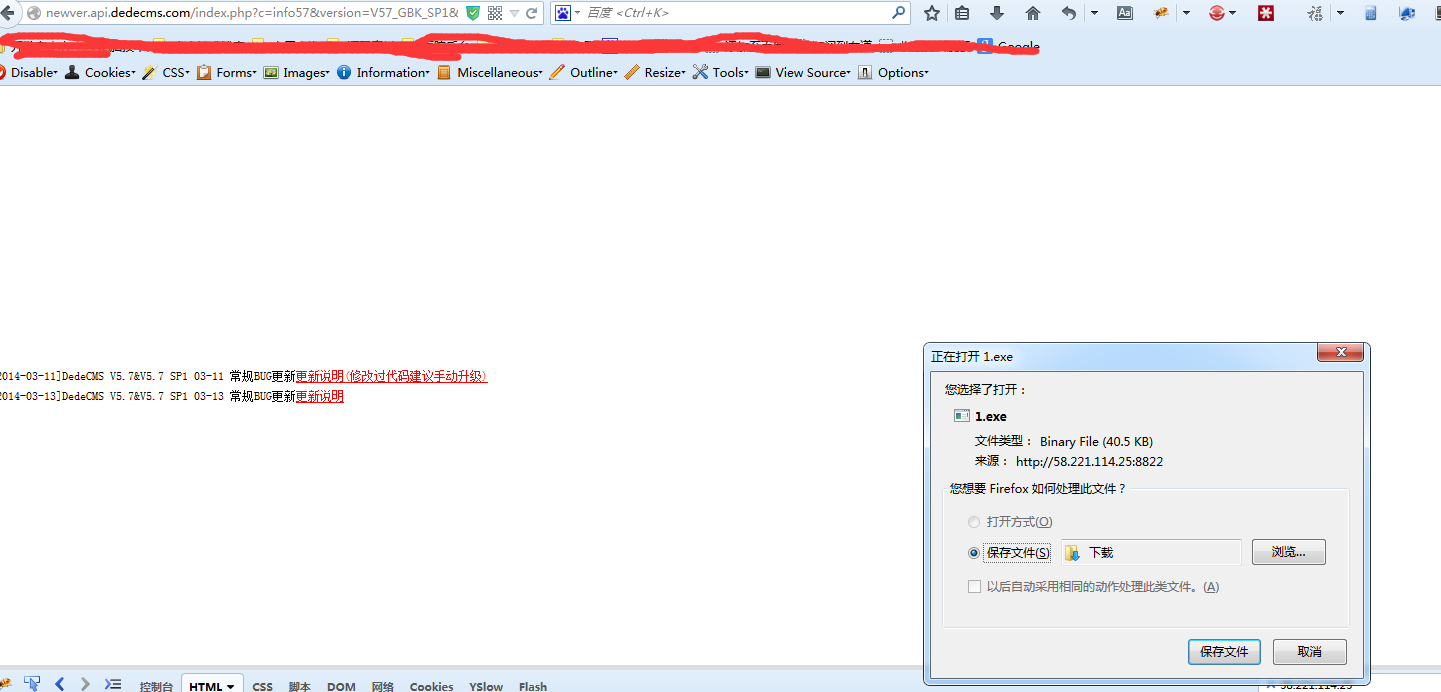 newver.api.dedecms.com/index.php?c=info57&version=V57_GBK_SP1&
百度 <Ctrl+K>
Google
Disable Cookies CSS Forms Images Information Miscellaneous Outline Resize Tools View Source Options
2014-03-11]DedeCMS V5.7&V5.7 SP1 03-11 常规BUG更新更新说明(修改过代码建议手动升级)
2014-03-13]DedeCMS V5.7&V5.7 SP1 03-13 常规BUG更新更新说明
正在打开 1.exe
您选择了打开：
1.exe
文件类型： Binary File (40.5 KB)
来源： http://58.221.114.25:8822
您想要 Firefox 如何处理此文件？
打开方式(O)
保存文件(S) 下载 浏览...
以后自动采用相同的动作处理此类文件。(A)
保存文件 取消
控制台 HTML CSS 脚本 DOM 网络 Cookies YSlow Flash
58.221.114.25